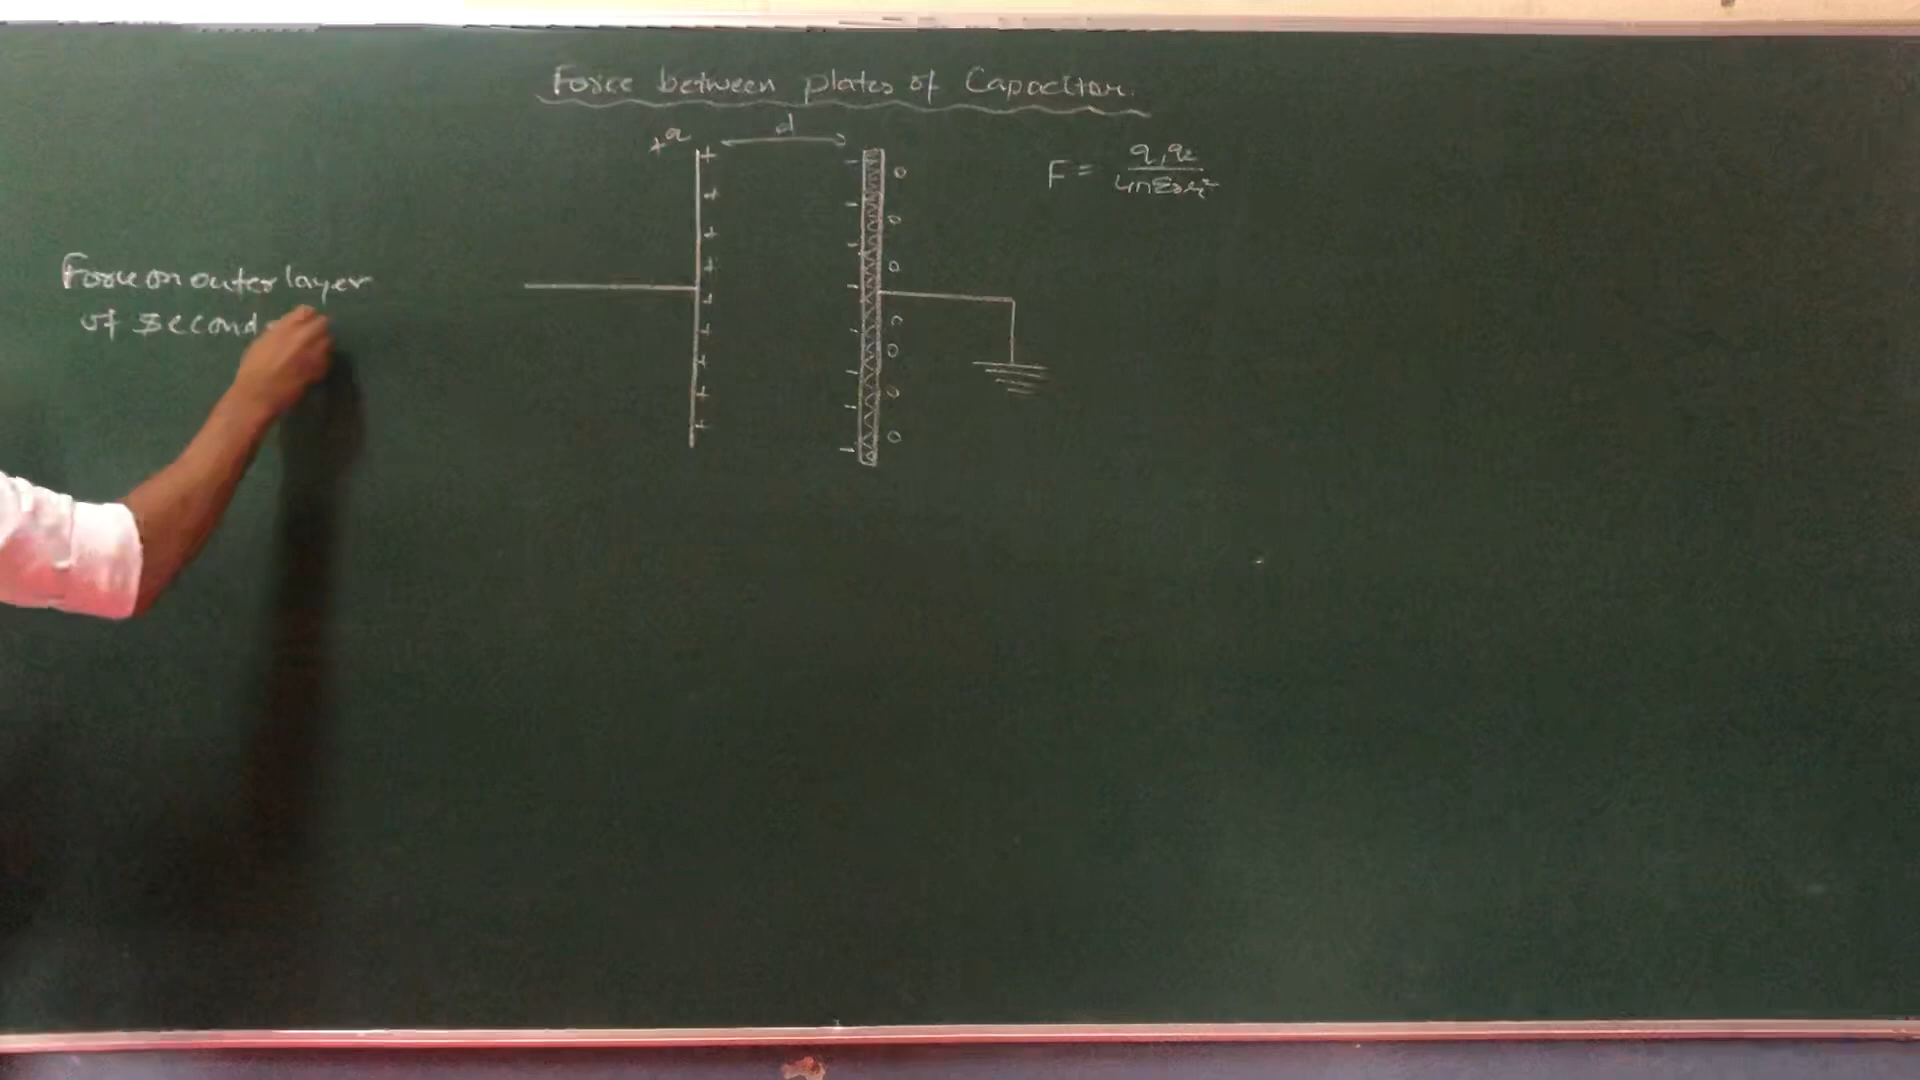 Force between plates of Capacitor.
+Q
d
F = q1q2 / 4πε0r²
Force on outer layer
of second